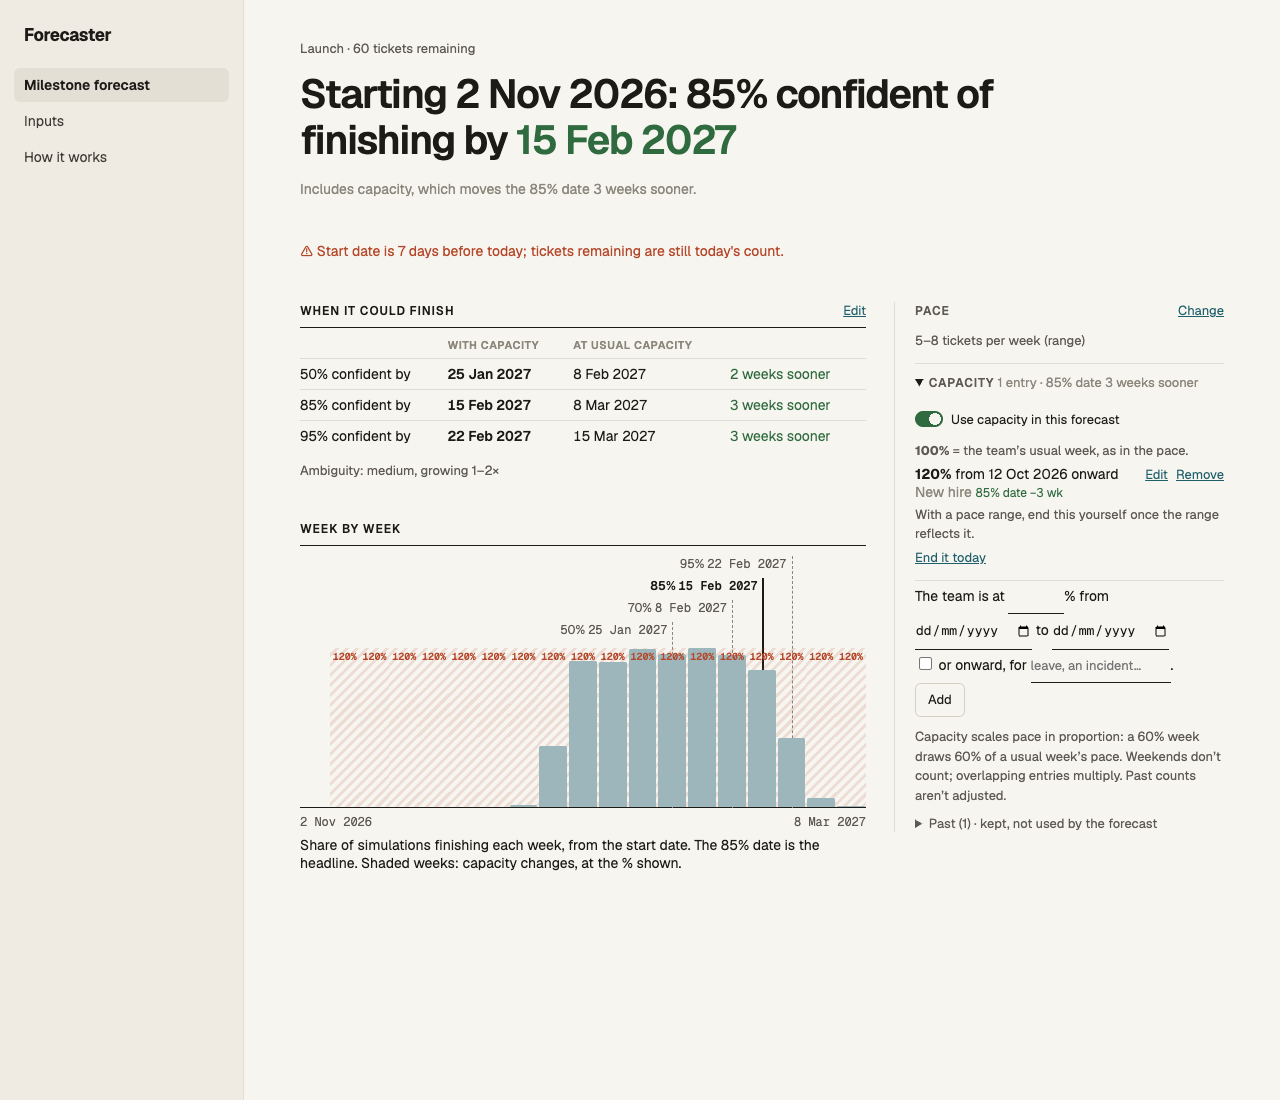 Forecaster
Milestone forecast
Inputs
How it works
Launch · 60 tickets remaining
Starting 2 Nov 2026: 85% confident of
finishing by 15 Feb 2027
Includes capacity, which moves the 85% date 3 weeks sooner.
⚠ Start date is 7 days before today; tickets remaining are still today's count.
WHEN IT COULD FINISH Edit
WITH CAPACITY AT USUAL CAPACITY
50% confident by 25 Jan 2027 8 Feb 2027 2 weeks sooner
85% confident by 15 Feb 2027 8 Mar 2027 3 weeks sooner
95% confident by 22 Feb 2027 15 Mar 2027 3 weeks sooner
Ambiguity: medium, growing 1–2×
WEEK BY WEEK
95% 22 Feb 2027
85% 15 Feb 2027
70% 8 Feb 2027
50% 25 Jan 2027
120% 120% 120% 120% 120% 120% 120% 120% 120% 120% 120% 120% 120% 120% 120% 120% 120% 120%
2 Nov 2026 8 Mar 2027
Share of simulations finishing each week, from the start date. The 85% date is the
headline. Shaded weeks: capacity changes, at the % shown.
PACE Change
5–8 tickets per week (range)
▼ CAPACITY 1 entry · 85% date 3 weeks sooner
Use capacity in this forecast
100% = the team's usual week, as in the pace.
120% from 12 Oct 2026 onward Edit Remove
New hire 85% date −3 wk
With a pace range, end this yourself once the range
reflects it.
End it today
The team is at % from
dd/mm/yyyy to dd/mm/yyyy
or onward, for leave, an incident… .
Add
Capacity scales pace in proportion: a 60% week
draws 60% of a usual week's pace. Weekends don't
count; overlapping entries multiply. Past counts
aren't adjusted.
▶ Past (1) · kept, not used by the forecast